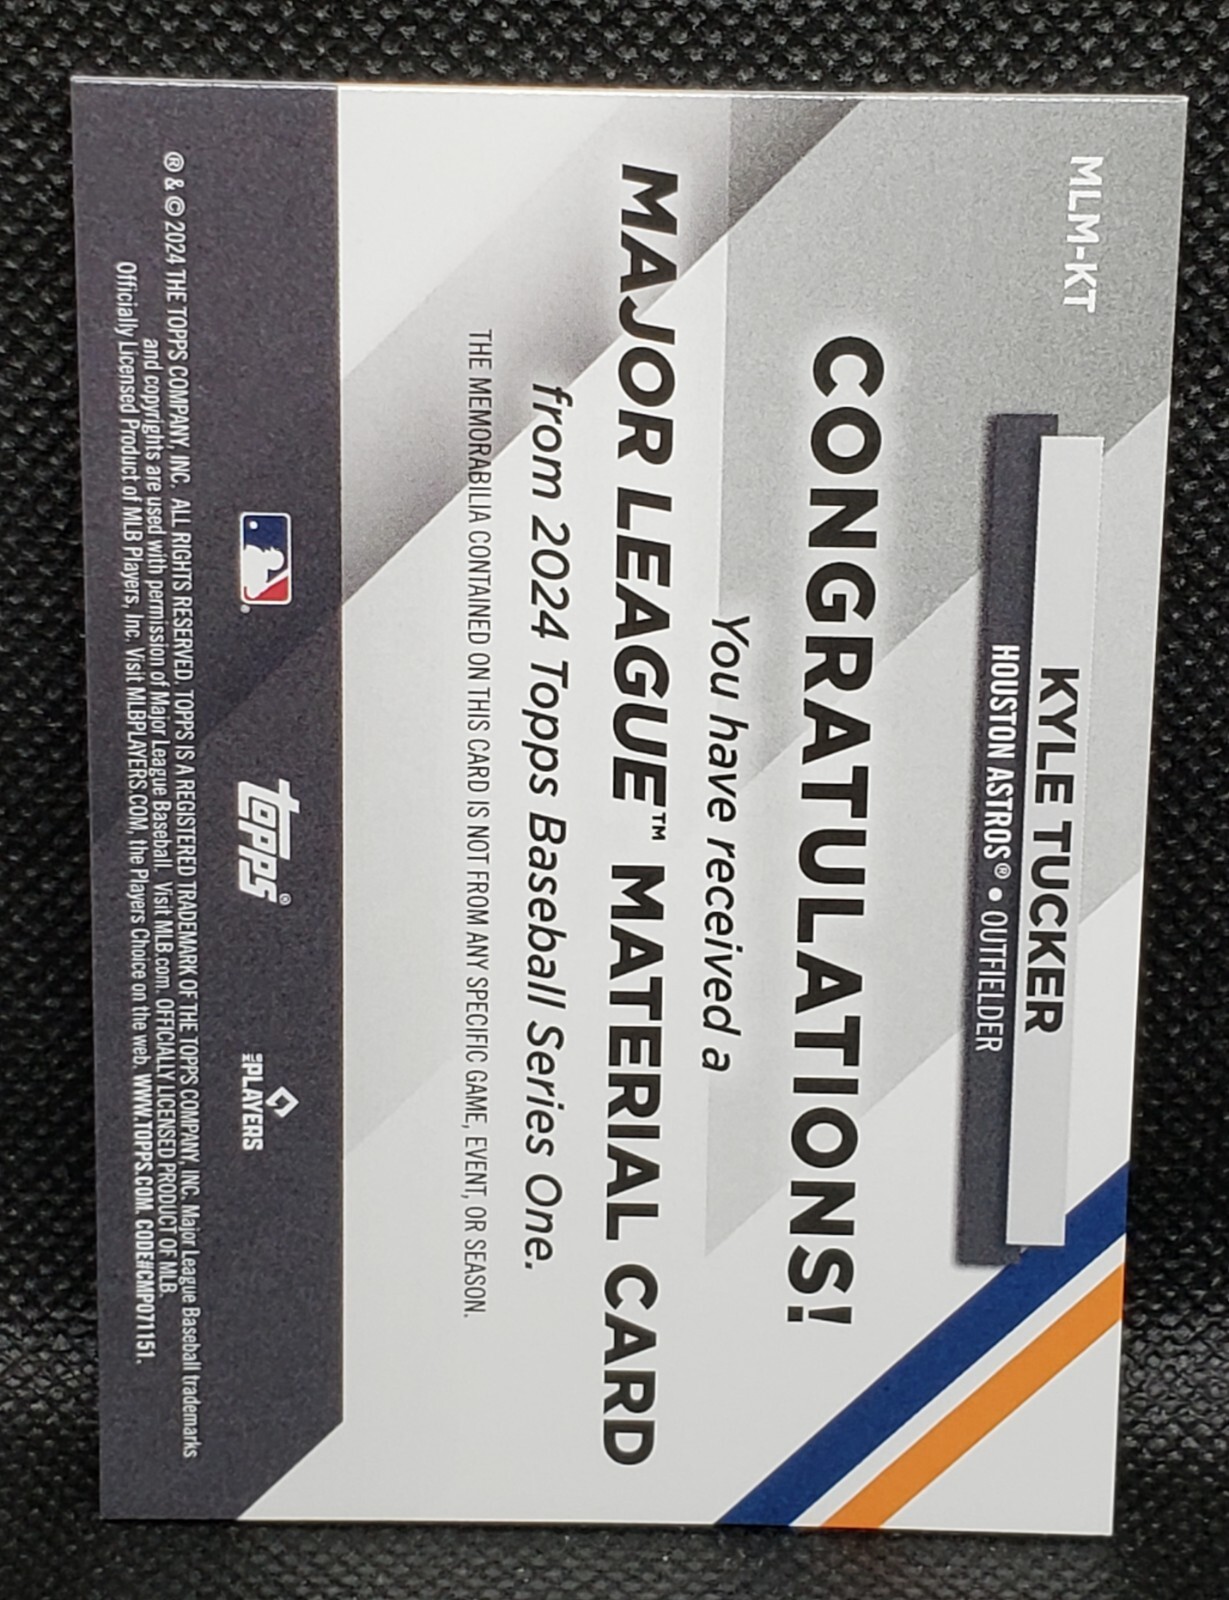 MLM-KT
KYLE TUCKER
HOUSTON ASTROS® • OUTFIELDER
CONGRATULATIONS!
You have received a
MAJOR LEAGUE™ MATERIAL CARD
from 2024 Topps Baseball Series One.
THE MEMORABILIA CONTAINED ON THIS CARD IS NOT FROM ANY SPECIFIC GAME, EVENT, OR SEASON.
topps®
MLB PLAYERS
® & © 2024 THE TOPPS COMPANY, INC. ALL RIGHTS RESERVED, TOPPS IS A REGISTERED TRADEMARK OF THE TOPPS COMPANY, INC. Major League Baseball trademarks
and copyrights are used with permission of Major League Baseball. Visit MLB.com. OFFICIALLY LICENSED PRODUCT OF MLB
Officially Licensed Product of MLB Players, Inc. Visit MLBPLAYERS.COM, the Players Choice on the web. WWW.TOPPS.COM. CODE#CMP071151.